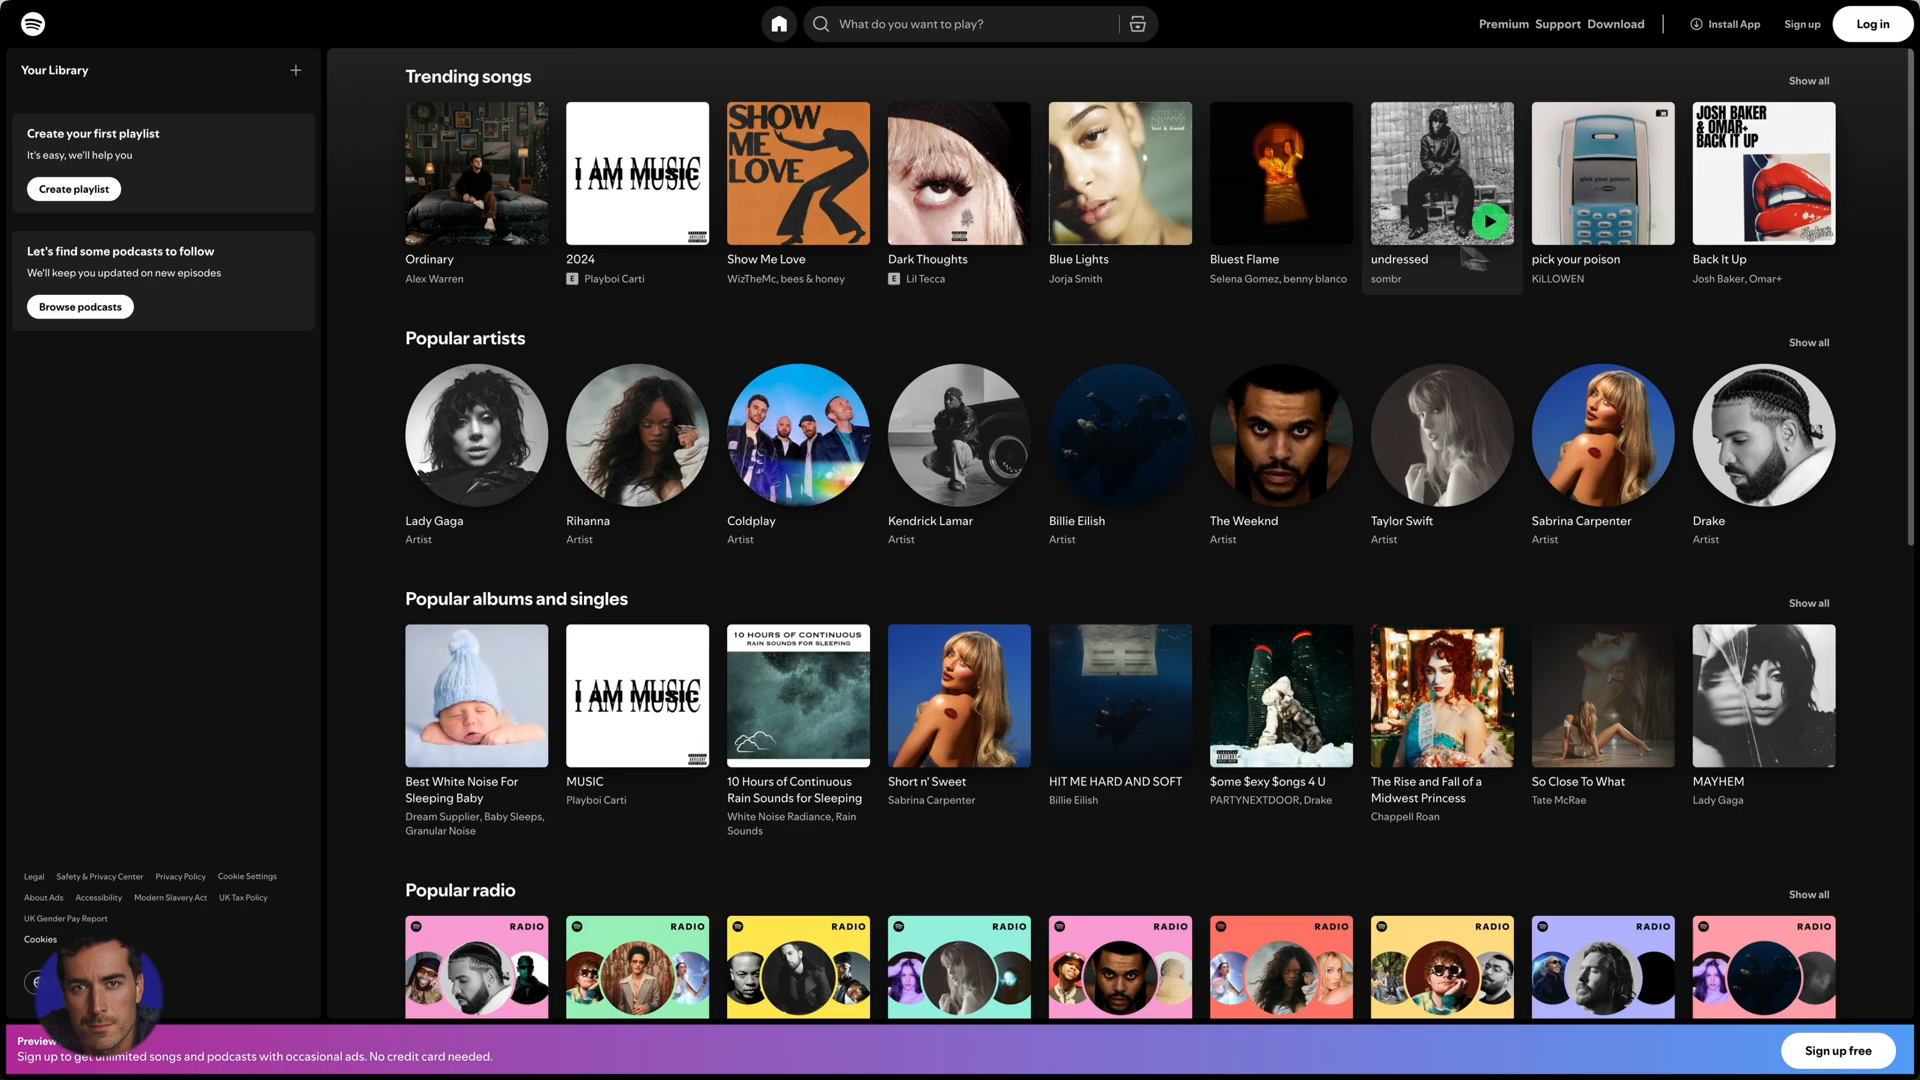 What do you want to play?
Premium Support Download
Install App
Sign up
Log in
Your Library
Create your first playlist
It's easy, we'll help you
Create playlist
Let's find some podcasts to follow
We'll keep you updated on new episodes
Browse podcasts
Legal Safety & Privacy Center Privacy Policy Cookie Settings
About Ads Accessibility Modern Slavery Act UK Tax Policy
UK Gender Pay Report
Cookies
Trending songs
Show all
I AM MUSIC
SHOW
ME
LOVE
pick your poison
JOSH BAKER
& OMAR+
BACK IT UP
Ordinary
Alex Warren
2024
E Playboi Carti
Show Me Love
WizTheMc, bees & honey
Dark Thoughts
E Lil Tecca
Blue Lights
Jorja Smith
Bluest Flame
Selena Gomez, benny blanco
undressed
sombr
pick your poison
KiLLOWEN
Back It Up
Josh Baker, Omar+
Popular artists
Show all
Lady Gaga
Artist
Rihanna
Artist
Coldplay
Artist
Kendrick Lamar
Artist
Billie Eilish
Artist
The Weeknd
Artist
Taylor Swift
Artist
Sabrina Carpenter
Artist
Drake
Artist
Popular albums and singles
Show all
I AM MUSIC
10 HOURS OF CONTINUOUS
RAIN SOUNDS FOR SLEEPING
Best White Noise For
Sleeping Baby
Dream Supplier, Baby Sleeps,
Granular Noise
MUSIC
Playboi Carti
10 Hours of Continuous
Rain Sounds for Sleeping
White Noise Radiance, Rain
Sounds
Short n' Sweet
Sabrina Carpenter
HIT ME HARD AND SOFT
Billie Eilish
$ome $exy $ongs 4 U
PARTYNEXTDOOR, Drake
The Rise and Fall of a
Midwest Princess
Chappell Roan
So Close To What
Tate McRae
MAYHEM
Lady Gaga
Popular radio
Show all
RADIO
RADIO
RADIO
RADIO
RADIO
RADIO
RADIO
RADIO
RADIO
Preview
Sign up to get unlimited songs and podcasts with occasional ads. No credit card needed.
Sign up free